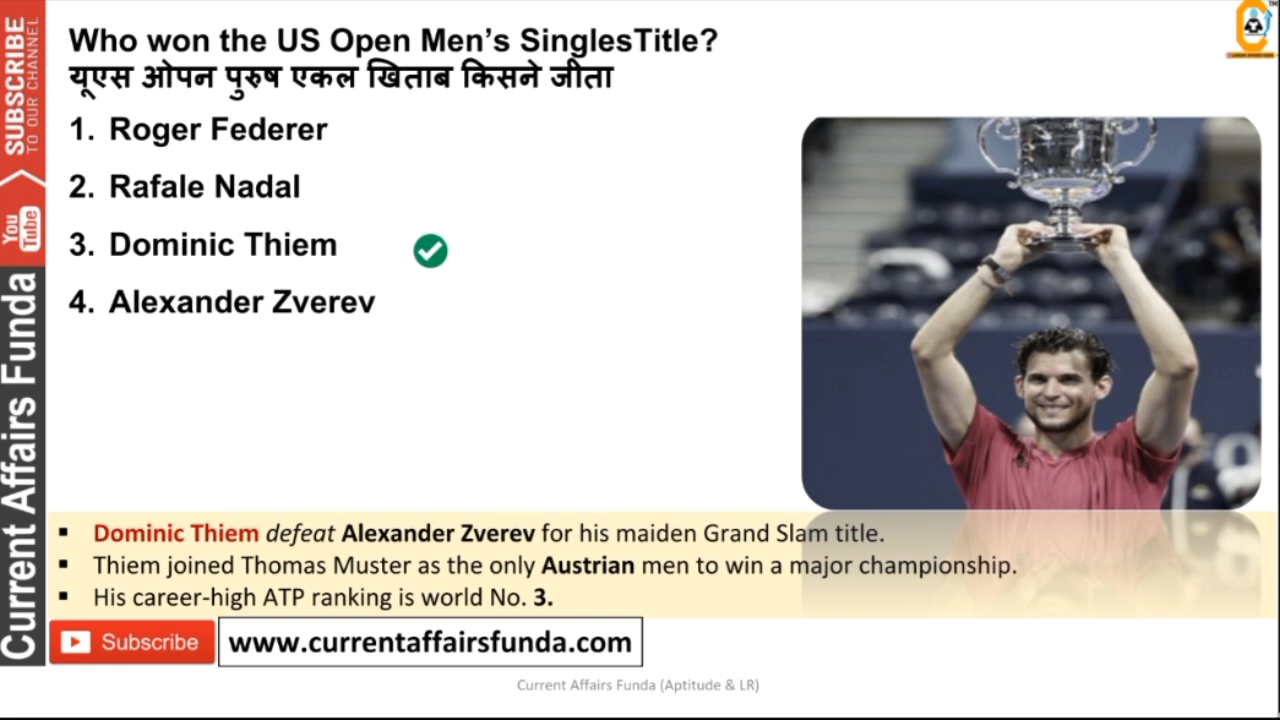 Who won the US Open Men's SinglesTitle?
यूएस ओपन पुरुष एकल खिताब किसने जीता
1. Roger Federer
2. Rafale Nadal
3. Dominic Thiem
4. Alexander Zverev
▪ Dominic Thiem defeat Alexander Zverev for his maiden Grand Slam title.
▪ Thiem joined Thomas Muster as the only Austrian men to win a major championship.
▪ His career-high ATP ranking is world No. 3.
Subscribe
www.currentaffairsfunda.com
Current Affairs Funda (Aptitude & LR)
SUBSCRIBE
TO OUR CHANNEL
You
Tube
Current Affairs Funda